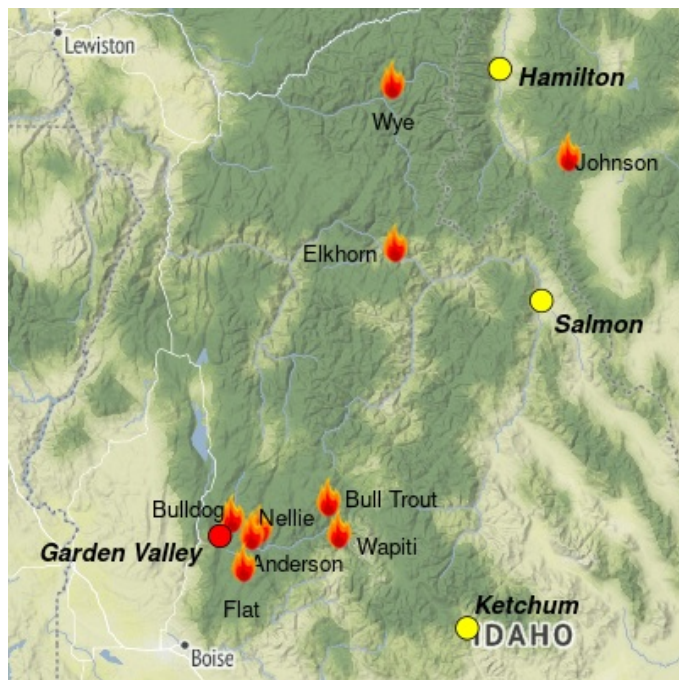 Lewiston
Hamilton
Wye
Johnson
Elkhorn
Salmon
Bull Trout
Bulldog
Nellie
Garden Valley
Wapiti
Anderson
Flat
Ketchum
IDAHO
Boise